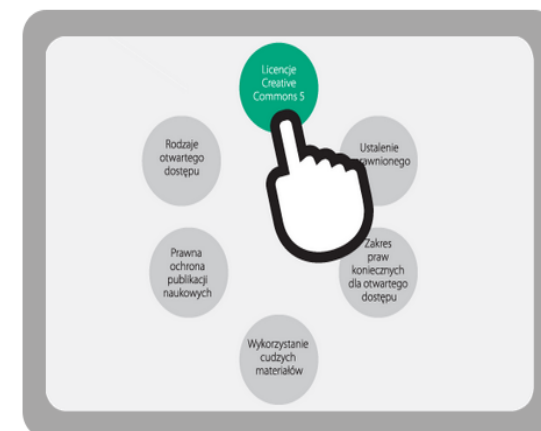 Licencje
Creative
Commons 5
Rodzaje
otwartego
dostępu
Ustalenie
Prawna
ochrona
publikacji
naukowych
Zakres
praw
koniecznych
dla otwartego
dostępu
Wykorzystanie
cudzych
materiałów